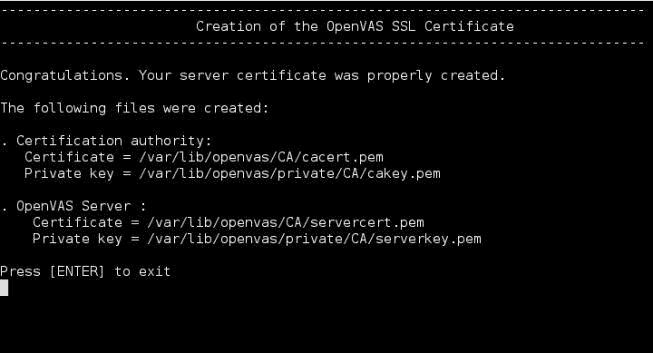 -------------------------------------------------------------------------------
Creation of the OpenVAS SSL Certificate
-------------------------------------------------------------------------------
Congratulations. Your server certificate was properly created.
The following files were created:
. Certification authority:
Certificate = /var/lib/openvas/CA/cacert.pem
Private key = /var/lib/openvas/private/CA/cakey.pem
. OpenVAS Server :
Certificate = /var/lib/openvas/CA/servercert.pem
Private key = /var/lib/openvas/private/CA/serverkey.pem
Press [ENTER] to exit